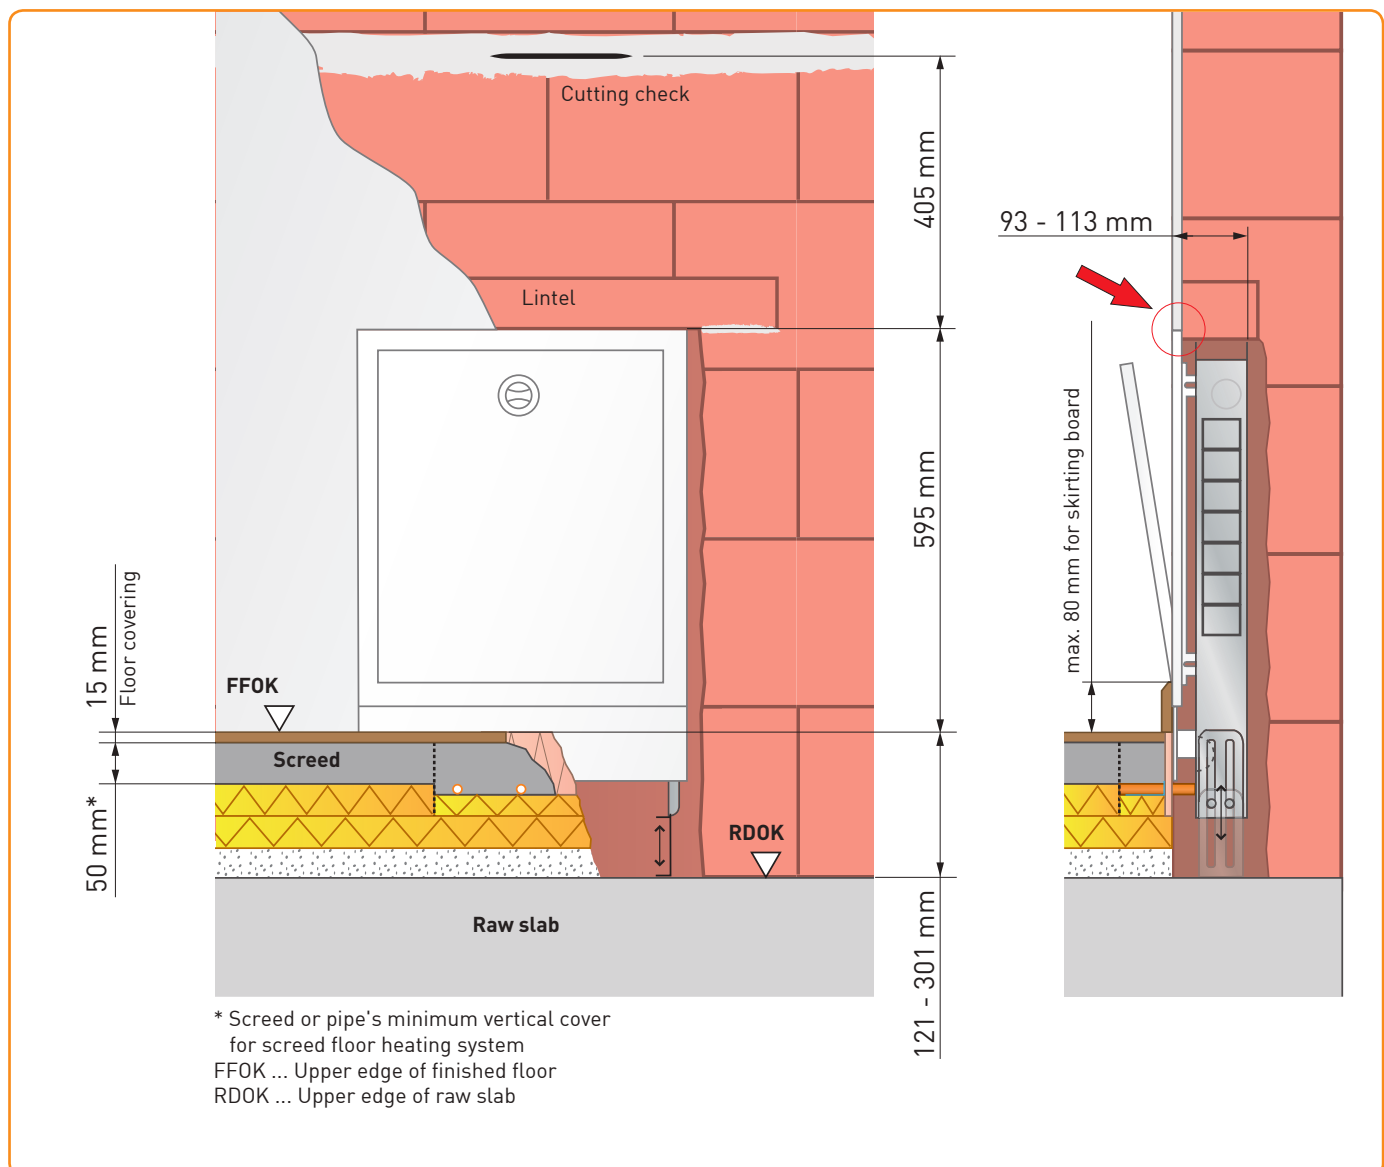 Cutting check
405 mm
93 - 113 mm
Lintel
595 mm
max. 80 mm for skirting board
15 mm
Floor covering
FFOK
Screed
50 mm*
RDOK
Raw slab
121 - 301 mm
* Screed or pipe's minimum vertical cover
for screed floor heating system
FFOK ... Upper edge of finished floor
RDOK ... Upper edge of raw slab